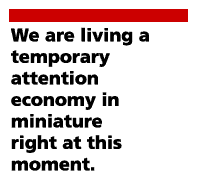 We are living a
temporary
attention
economy in
miniature
right at this
moment.